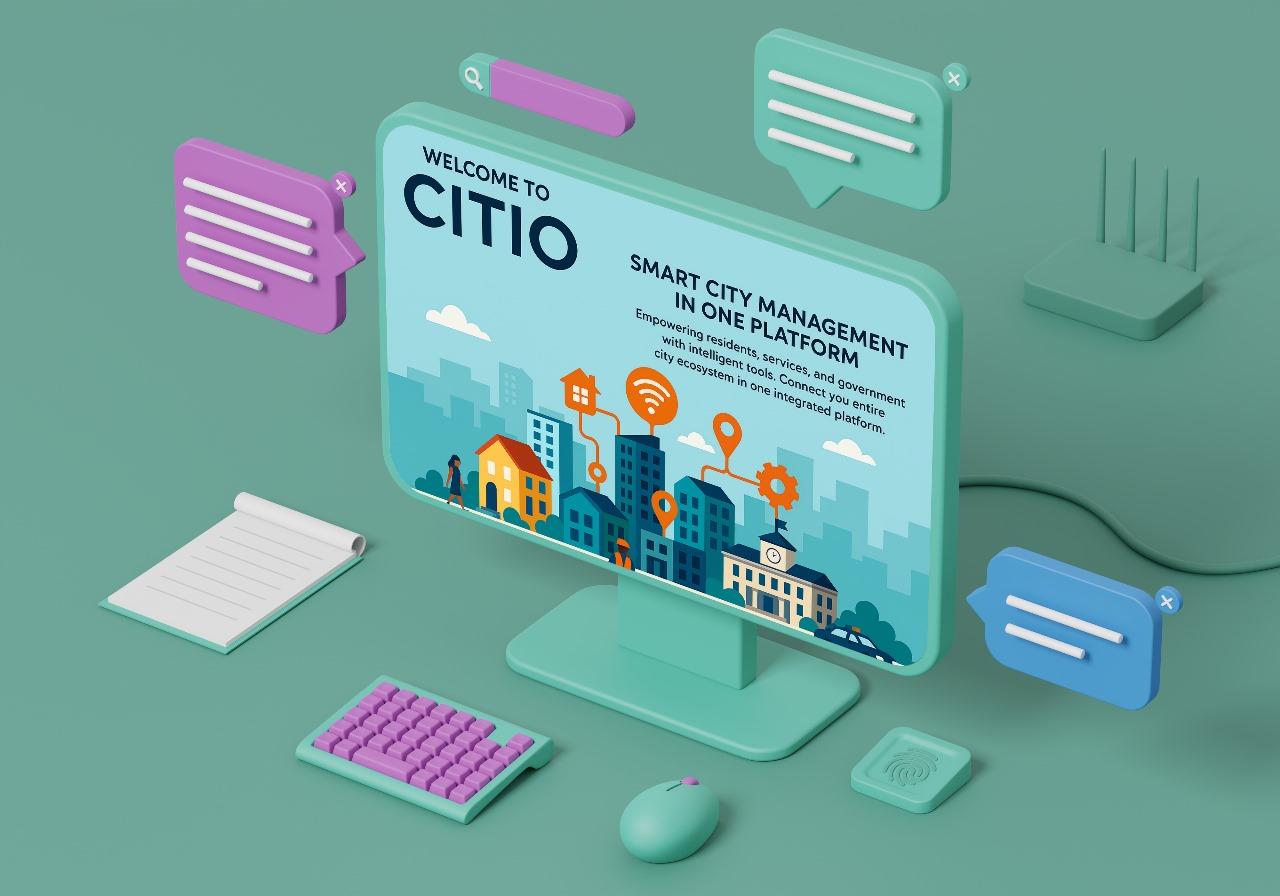 WELCOME TO
CITIO
SMART CITY MANAGEMENT
IN ONE PLATFORM
Empowering residents, services, and government
with intelligent tools. Connect you entire
city ecosystem in one integrated platform.